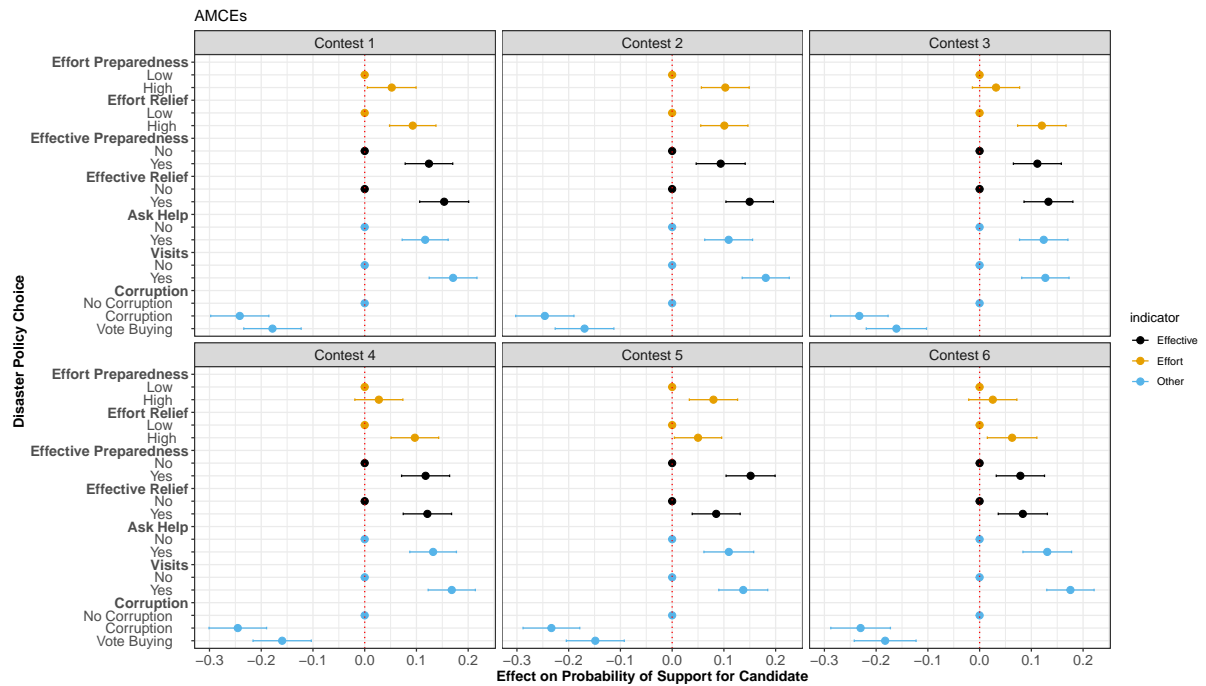 AMCEs
Contest 1
Contest 2
Contest 3
Effort Preparedness
Low
High
Effort Relief
Low
High
Effective Preparedness
No
Yes
Effective Relief
No
Yes
Ask Help
No
Yes
Visits
No
Yes
Corruption
No Corruption
Corruption
Vote Buying
Contest 4
Contest 5
Contest 6
Effort Preparedness
Low
High
Effort Relief
Low
High
Effective Preparedness
No
Yes
Effective Relief
No
Yes
Ask Help
No
Yes
Visits
No
Yes
Corruption
No Corruption
Corruption
Vote Buying
−0.3 −0.2 −0.1 0.0 0.1 0.2 −0.3 −0.2 −0.1 0.0 0.1 0.2 −0.3 −0.2 −0.1 0.0 0.1 0.2
Effect on Probability of Support for Candidate
Disaster Policy Choice
indicator
Effective
Effort
Other